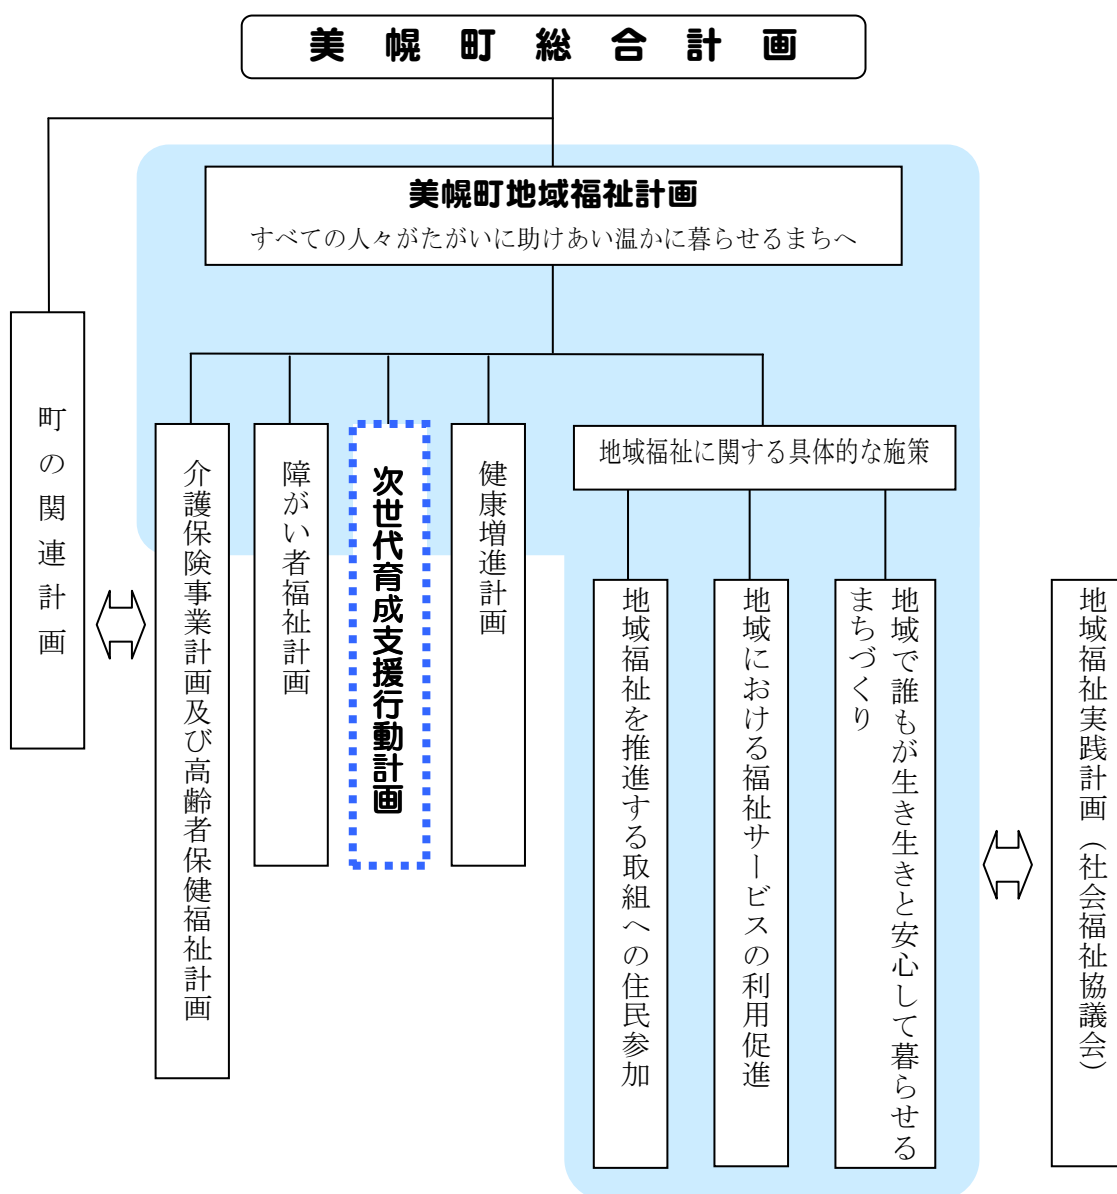 美幌町総合計画
美幌町地域福祉計画
すべての人々がたがいに助けあい温かに暮らせるまちへ
町の関連計画
介護保険事業計画及び高齢者保健福祉計画
障がい者福祉計画
次世代育成支援行動計画
健康増進計画
地域福祉に関する具体的な施策
地域福祉を推進する取組への住民参加
地域における福祉サービスの利用促進
地域で誰もが生き生きと安心して暮らせる
まちづくり
地域福祉実践計画（社会福祉協議会）